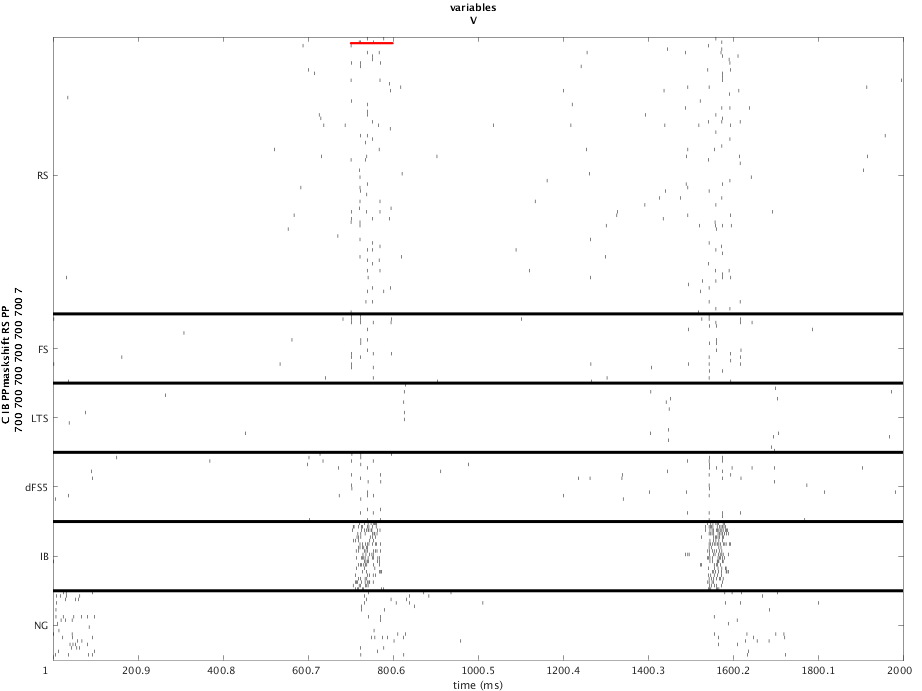 variables
V
C IB PPmaskshift RS PP
700 700 700 700 700 700 7
RS
FS
LTS
dFS5
IB
NG
1 200.9 400.8 600.7 800.6 1000.5 1200.4 1400.3 1600.2 1800.1 2000
time (ms)